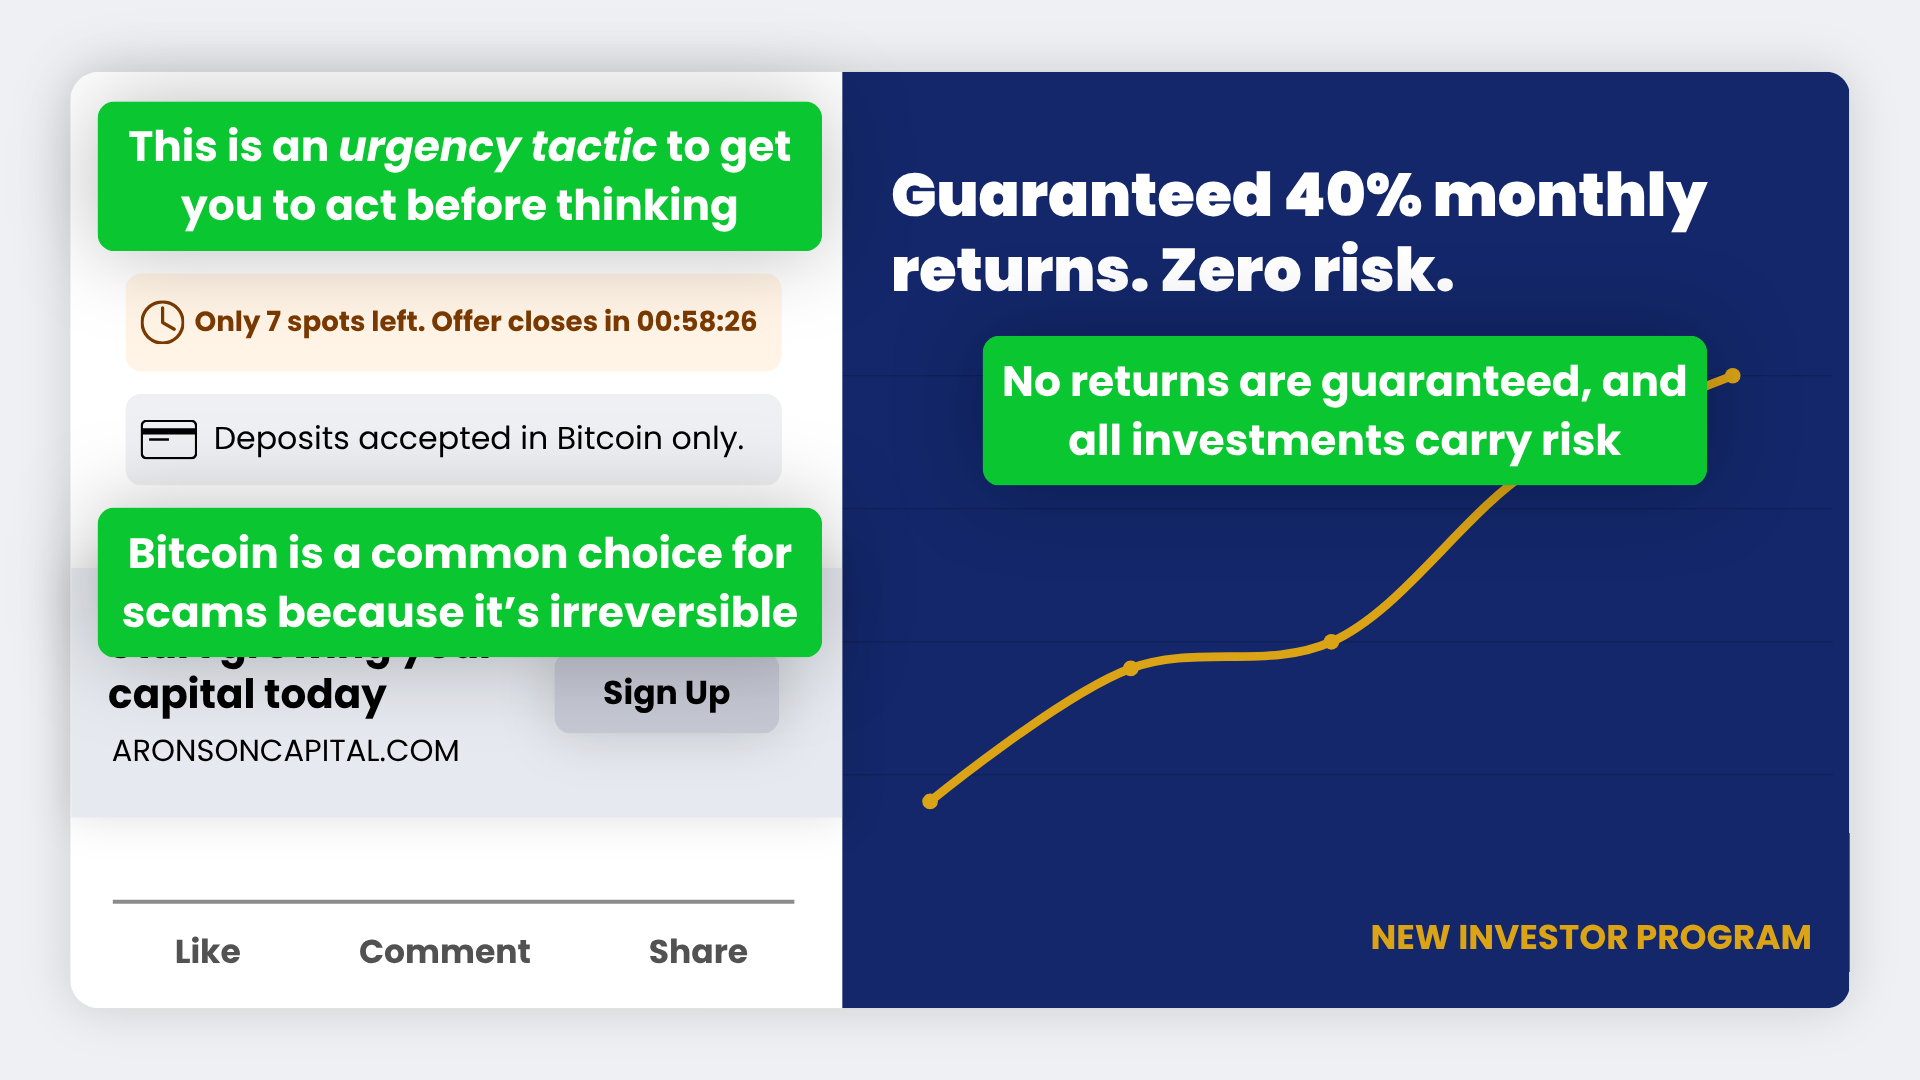 This is an urgency tactic to get
you to act before thinking
Only 7 spots left. Offer closes in 00:58:26
Deposits accepted in Bitcoin only.
Bitcoin is a common choice for
scams because it's irreversible
capital today
Sign Up
ARONSONCAPITAL.COM
Like
Comment
Share
Guaranteed 40% monthly
returns. Zero risk.
No returns are guaranteed, and
all investments carry risk
NEW INVESTOR PROGRAM